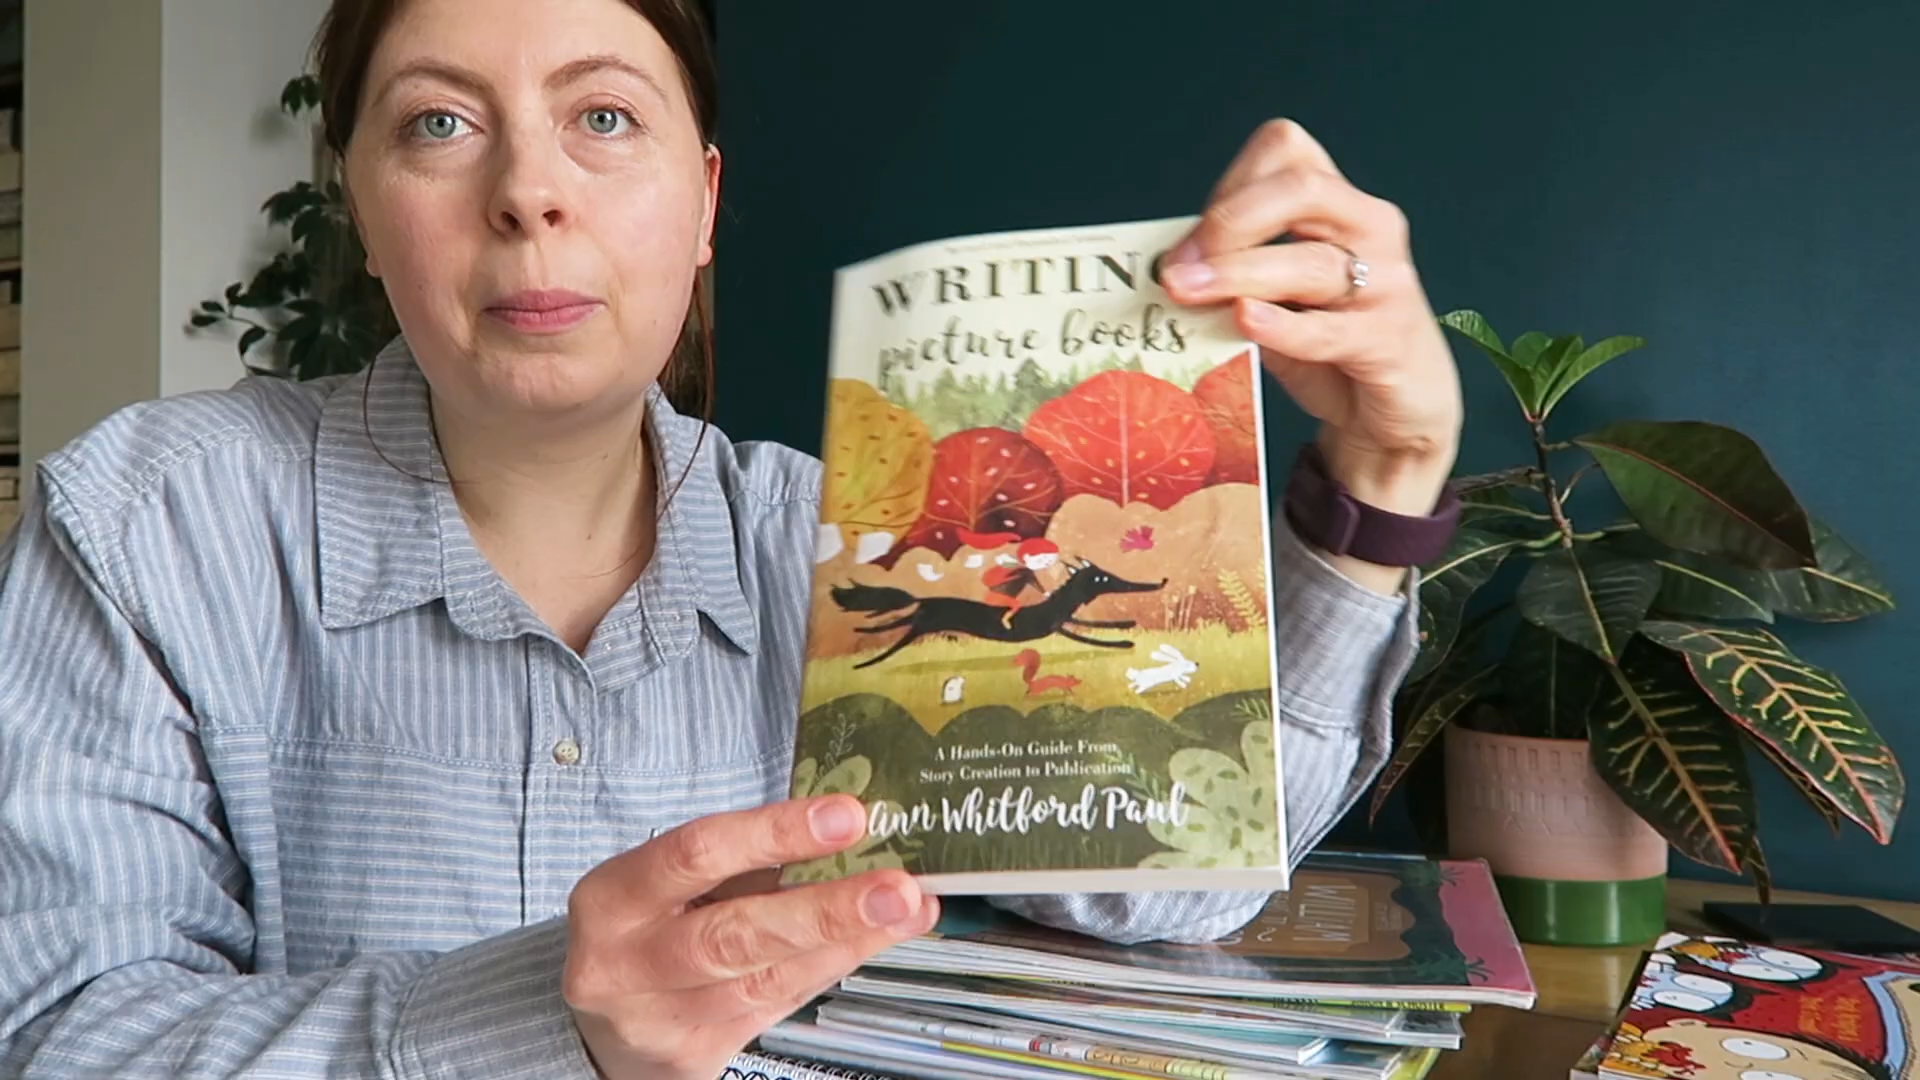 WRITING
picture books
A Hands-On Guide From
Story Creation to Publication
Ann Whitford Paul